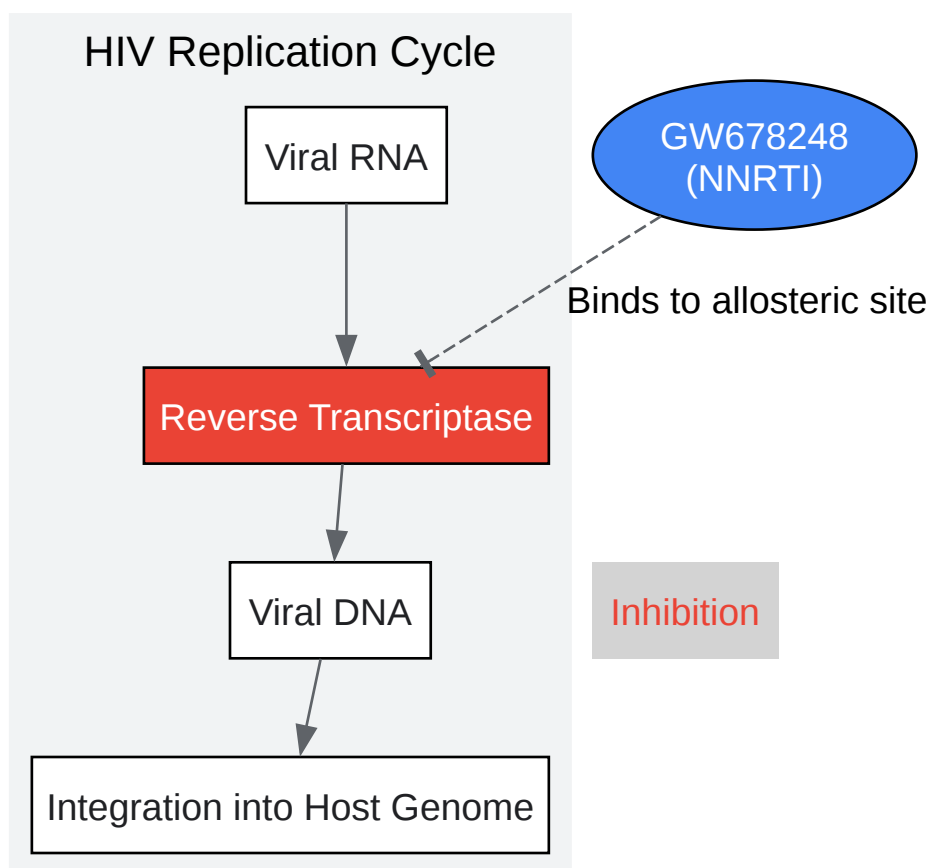 HIV Replication Cycle
Viral RNA
GW678248
(NNRTI)
Binds to allosteric site
Reverse Transcriptase
Viral DNA
Inhibition
Integration into Host Genome